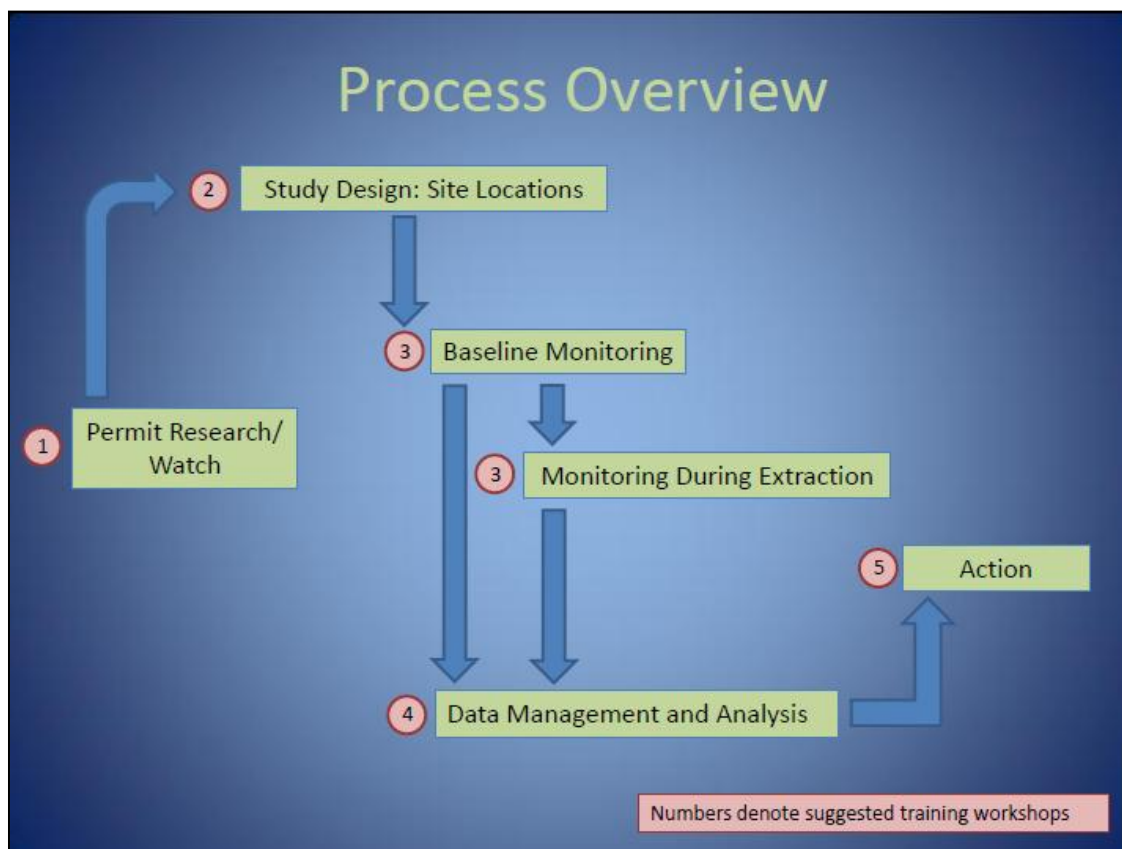 Process Overview
2
Study Design: Site Locations
3
Baseline Monitoring
1
Permit Research/
Watch
3
Monitoring During Extraction
5
Action
4
Data Management and Analysis
Numbers denote suggested training workshops